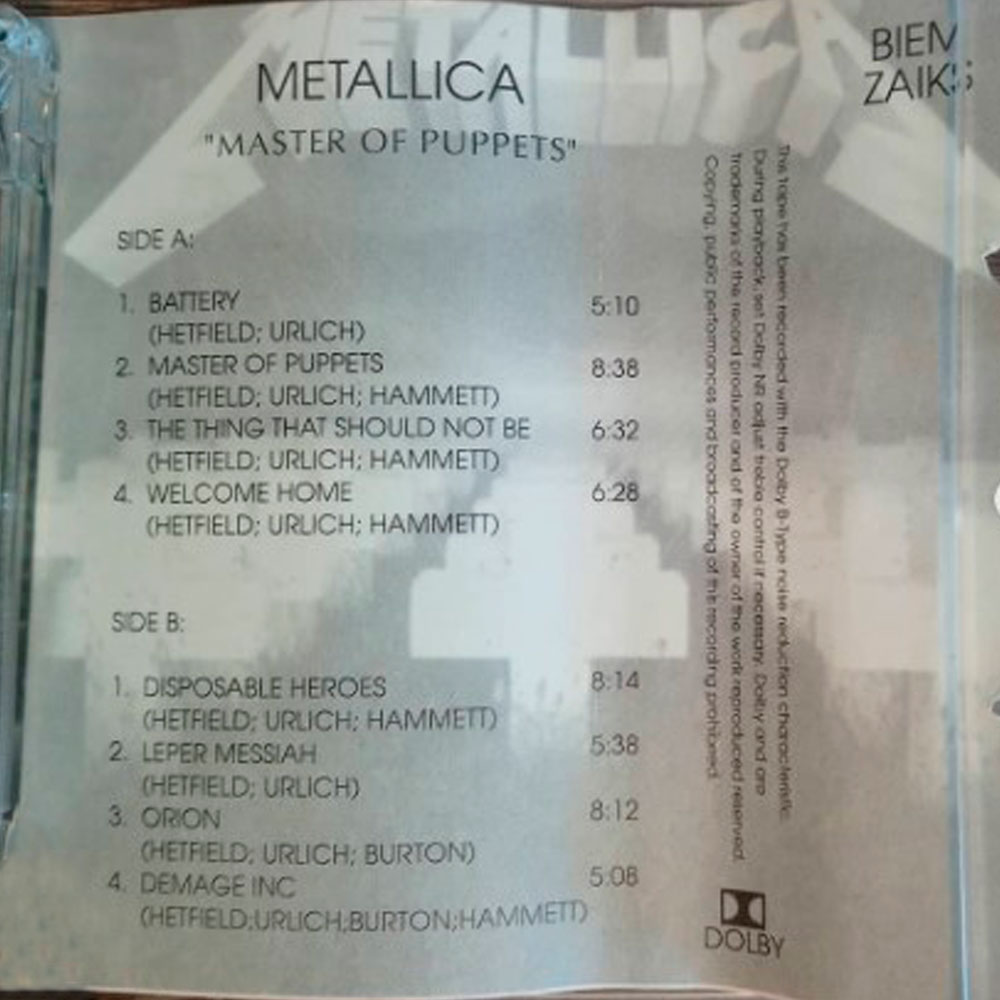 METALLICA
METALLICA
"MASTER OF PUPPETS"
BIEM
ZAIKS
SIDE A:
1. BATTERY 5:10
(HETFIELD; URLICH)
2. MASTER OF PUPPETS 8:38
(HETFIELD; URLICH; HAMMETT)
3. THE THING THAT SHOULD NOT BE 6:32
(HETFIELD; URLICH; HAMMETT)
4. WELCOME HOME 6:28
(HETFIELD; URLICH; HAMMETT)
SIDE B:
1. DISPOSABLE HEROES 8:14
(HETFIELD; URLICH; HAMMETT)
2. LEPER MESSIAH 5:38
(HETFIELD; URLICH)
3. ORION 8:12
(HETFIELD; URLICH; BURTON)
4. DEMAGE INC 5:08
(HETFIELD;URLICH;BURTON;HAMMETT)
This Tape has been recorded with the Dolby B-Type noise reduction characteristic.
During playback, set Dolby NR adjust treble control if necessary. Dolby and are
Trademarks of the record producer and of the owner of the work reproduced reserved.
Copying, public performances and broadcasting of this recording prohibited.
DOLBY